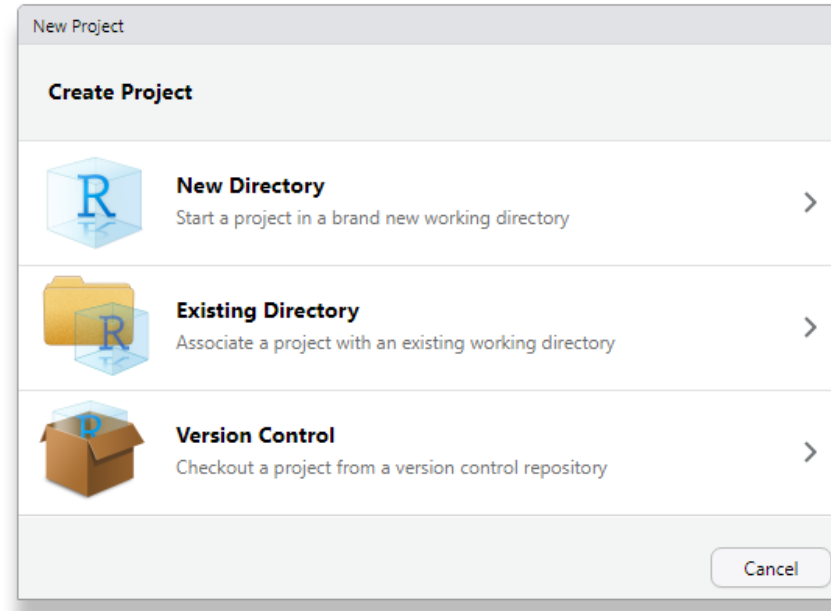 New Project
Create Project
R
New Directory
Start a project in a brand new working directory
R
Existing Directory
Associate a project with an existing working directory
R
Version Control
Checkout a project from a version control repository
Cancel